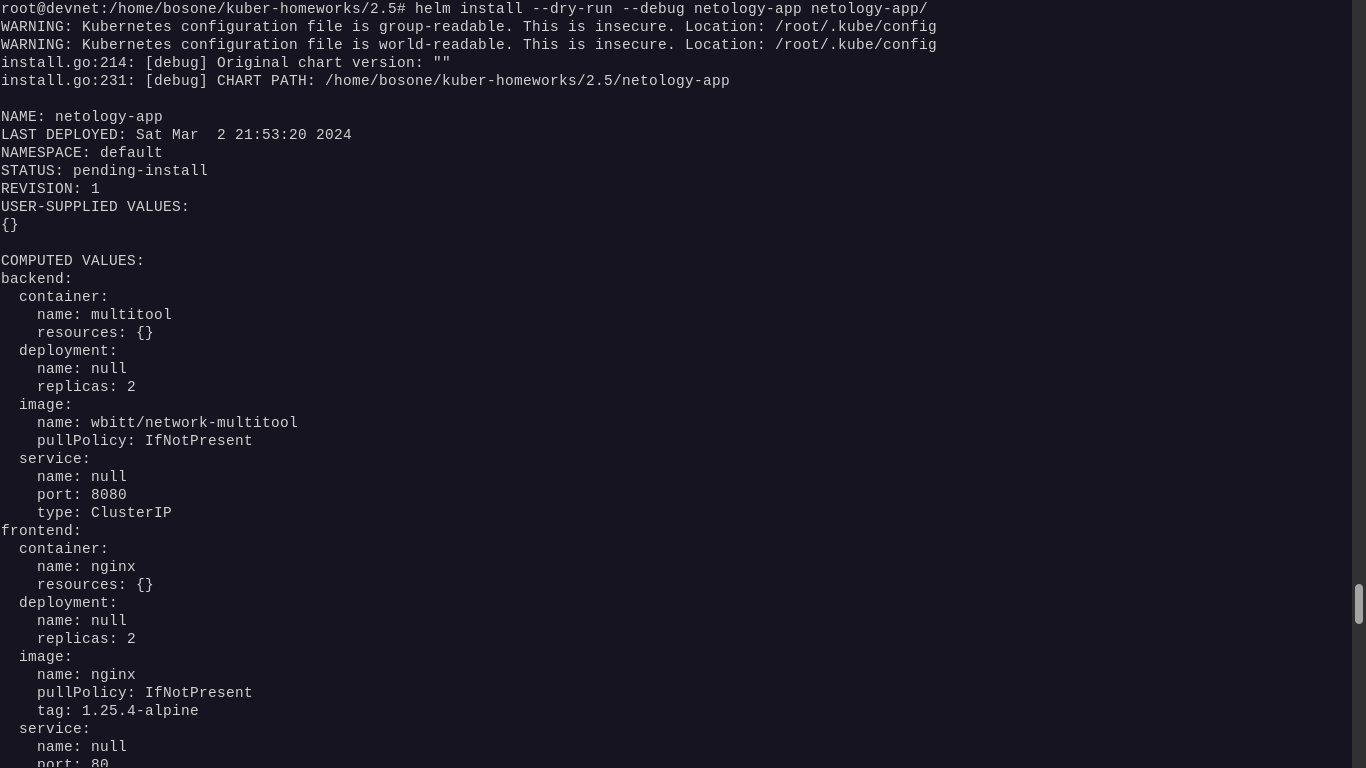 root@devnet:/home/bosone/kuber-homeworks/2.5# helm install --dry-run --debug netology-app netology-app/
WARNING: Kubernetes configuration file is group-readable. This is insecure. Location: /root/.kube/config
WARNING: Kubernetes configuration file is world-readable. This is insecure. Location: /root/.kube/config
install.go:214: [debug] Original chart version: ""
install.go:231: [debug] CHART PATH: /home/bosone/kuber-homeworks/2.5/netology-app

NAME: netology-app
LAST DEPLOYED: Sat Mar  2 21:53:20 2024
NAMESPACE: default
STATUS: pending-install
REVISION: 1
USER-SUPPLIED VALUES:
{}

COMPUTED VALUES:
backend:
  container:
    name: multitool
    resources: {}
  deployment:
    name: null
    replicas: 2
  image:
    name: wbitt/network-multitool
    pullPolicy: IfNotPresent
  service:
    name: null
    port: 8080
    type: ClusterIP
frontend:
  container:
    name: nginx
    resources: {}
  deployment:
    name: null
    replicas: 2
  image:
    name: nginx
    pullPolicy: IfNotPresent
    tag: 1.25.4-alpine
  service:
    name: null
    port: 80